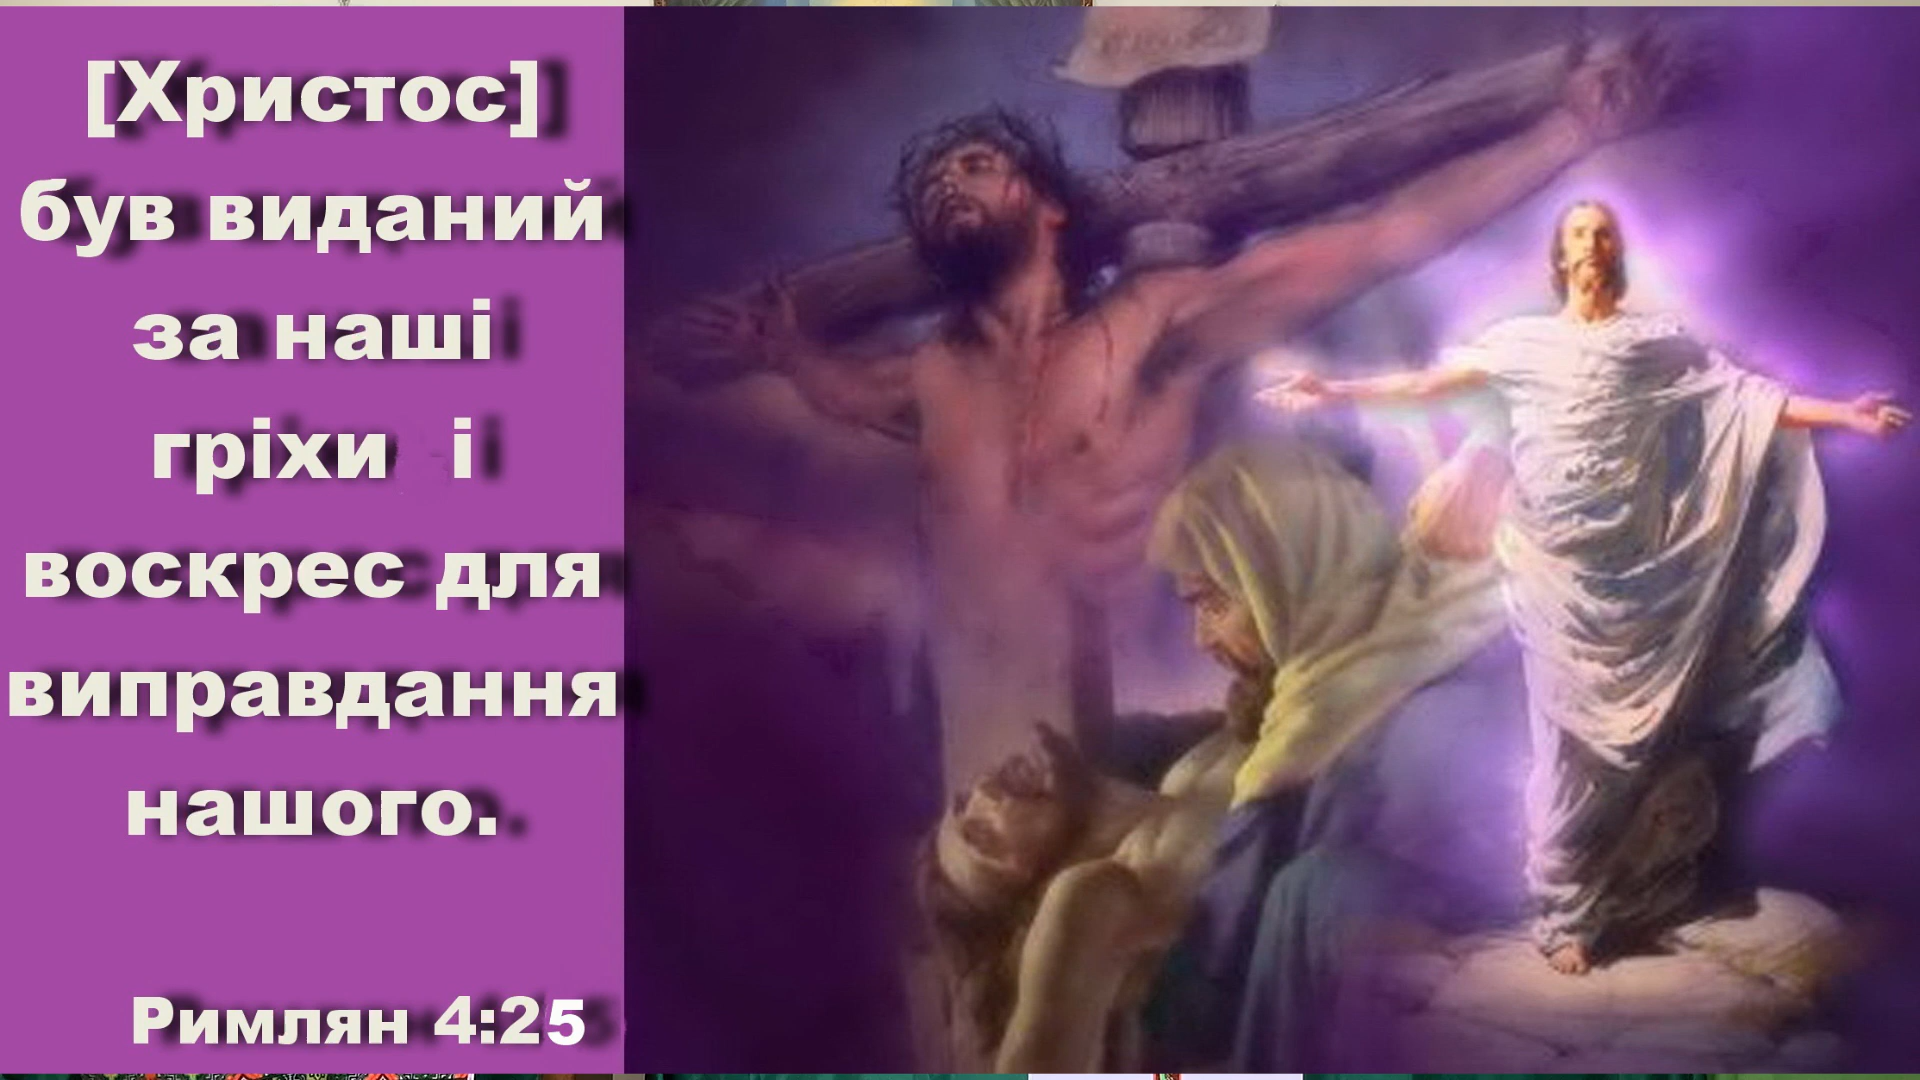 [Христос]
був виданий
за наші
гріхи і
воскрес для
виправдання
нашого.
Римлян 4:25